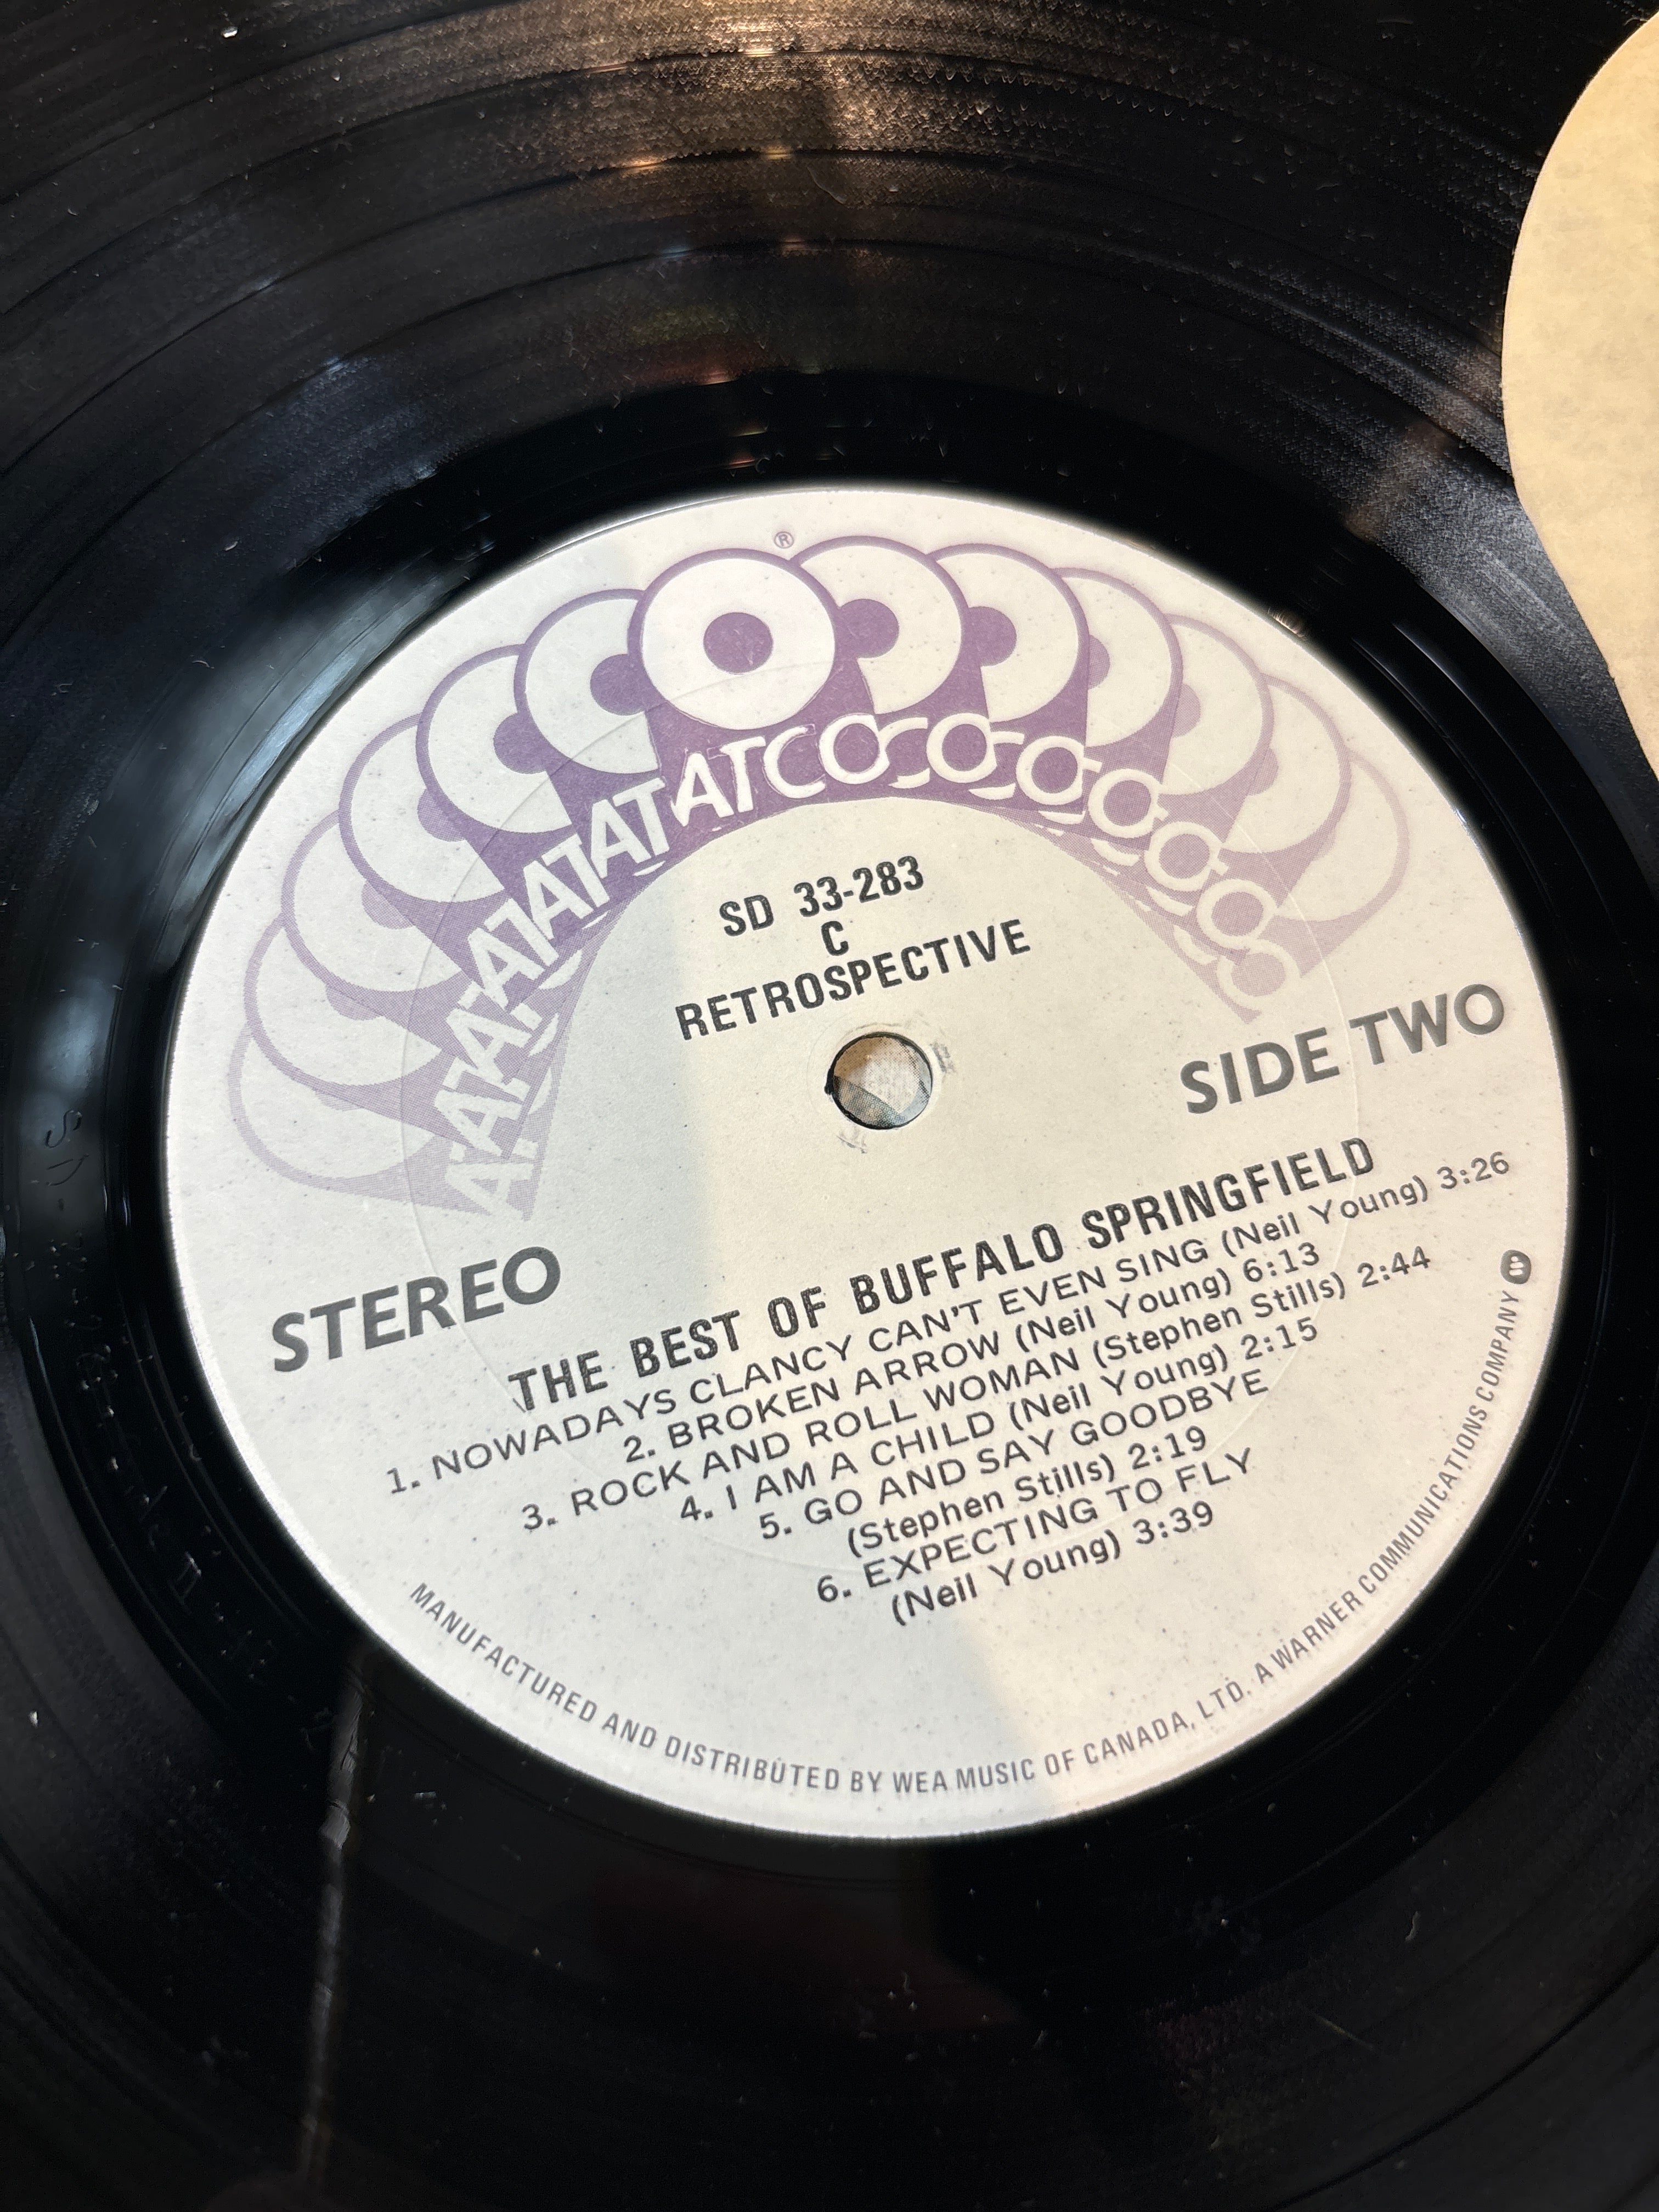 ®
ATATATATATATATCOCOCOCOCOCO
SD 33-283
C
RETROSPECTIVE
SIDE TWO
STEREO
THE BEST OF BUFFALO SPRINGFIELD
1. NOWADAYS CLANCY CAN'T EVEN SING (Neil Young) 3:26
2. BROKEN ARROW (Neil Young) 6:13
3. ROCK AND ROLL WOMAN (Stephen Stills) 2:44
4. I AM A CHILD (Neil Young) 2:15
5. GO AND SAY GOODBYE
(Stephen Stills) 2:19
6. EXPECTING TO FLY
(Neil Young) 3:39
MANUFACTURED AND DISTRIBUTED BY WEA MUSIC OF CANADA, LTD. A WARNER COMMUNICATIONS COMPANY